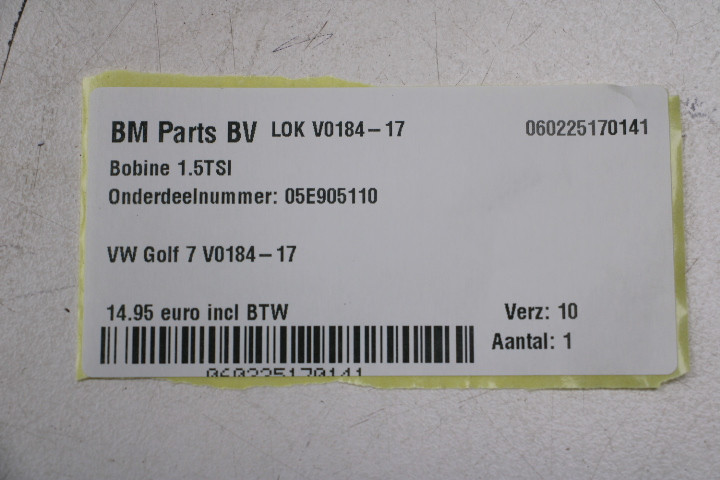 BM Parts BV LOK V0184-17 060225170141
Bobine 1.5TSI
Onderdeelnummer: 05E905110
VW Golf 7 V0184-17
14.95 euro incl BTW Verz: 10
Aantal: 1
060225170141